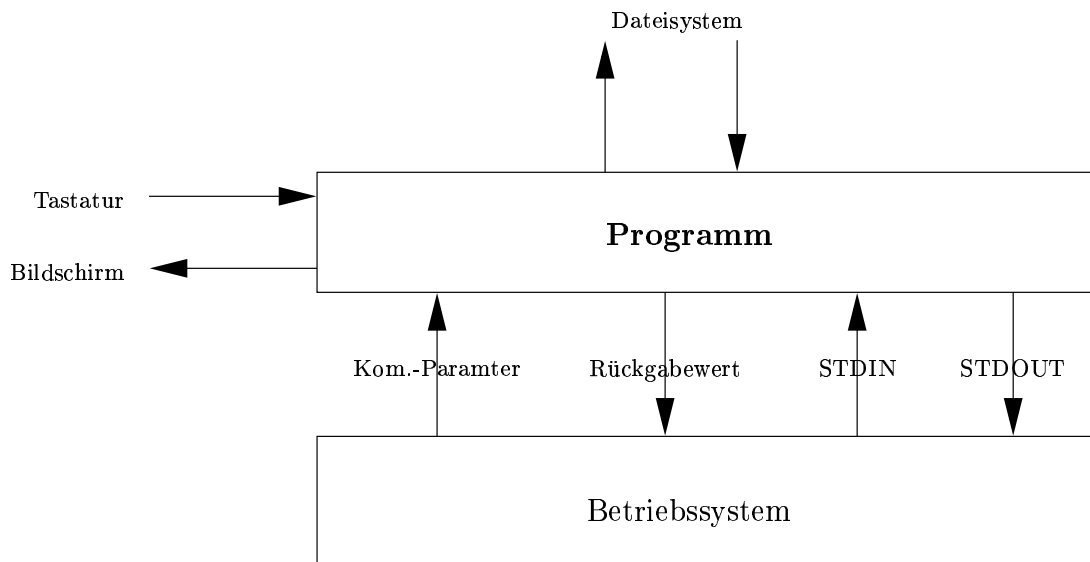 Dateisystem
Tastatur
Programm
Bildschirm
Kom.-Paramter Rückgabewert STDIN STDOUT
Betriebssystem